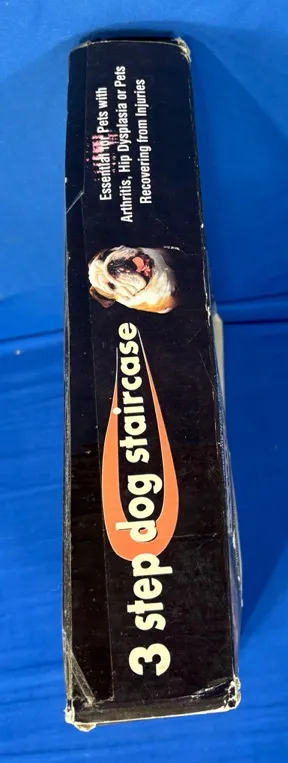 3 step dog staircase
Essential for Pets with
Arthritis, Hip Dysplasia or Pets
Recovering from Injuries